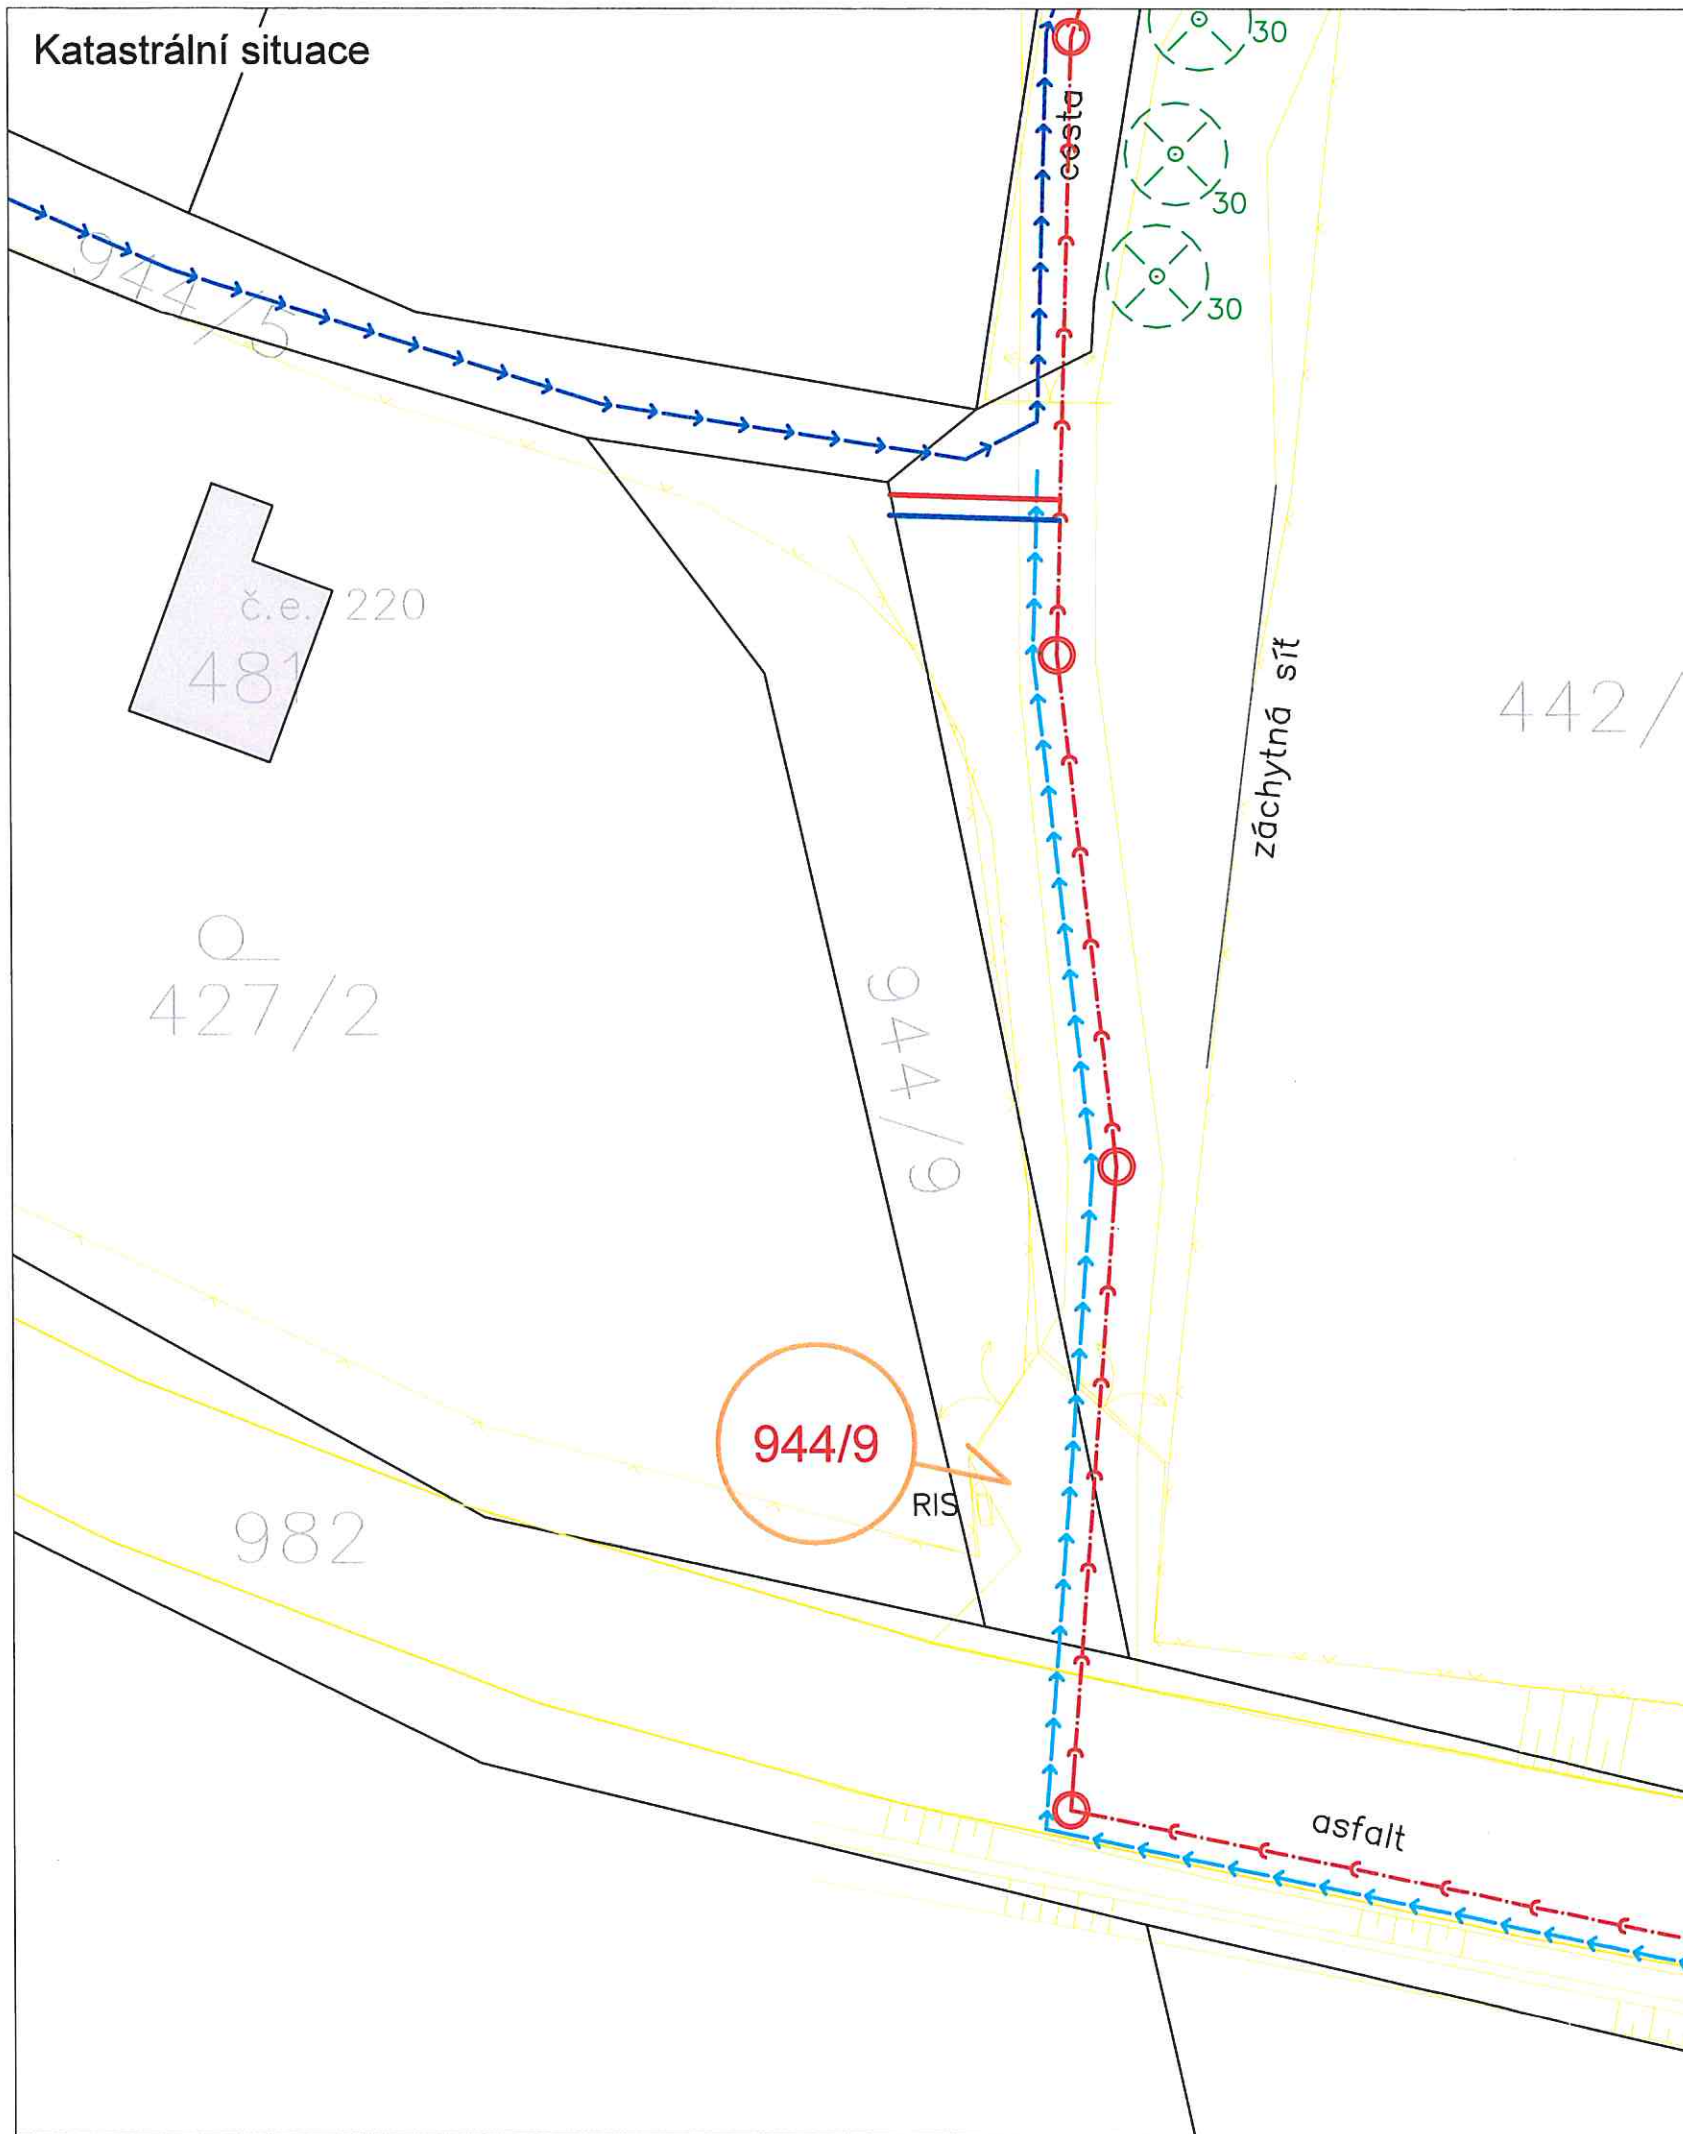 Katastrální situace
30
cesta
30
944/5
30
č.e. 220
481
záchytná síť
442/
427/2
944/9
944/9
RIS
982
asfalt